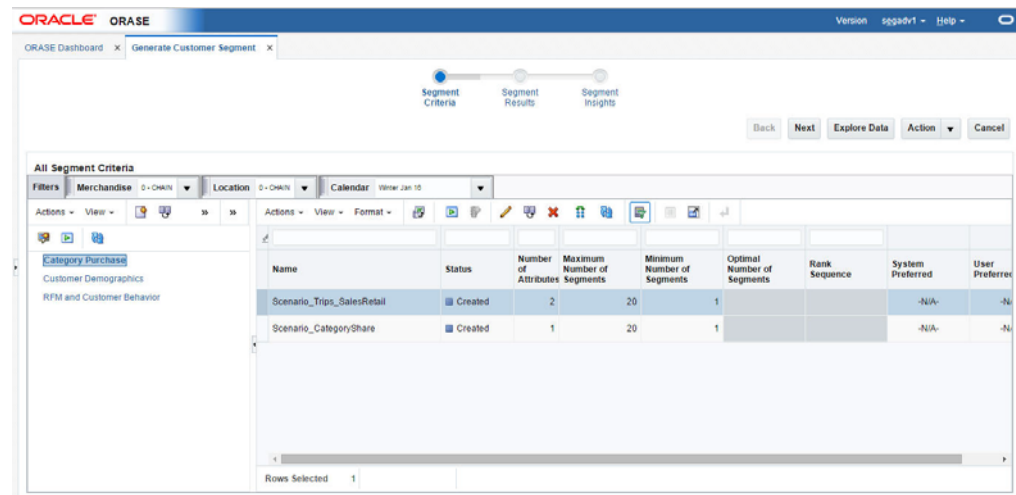 ORACLE ORASE Version segadv1 Help
ORASE Dashboard × Generate Customer Segment ×
Segment Criteria
Segment Results
Segment Insights
Back Next Explore Data Action Cancel
All Segment Criteria
Filters Merchandise 0 - CHAIN Location 0 - CHAIN Calendar Winter Jan 16
Actions View » » Actions View Format
Category Purchase
Customer Demographics
RFM and Customer Behavior
Name Status Number of Attributes Maximum Number of Segments Minimum Number of Segments Optimal Number of Segments Rank Sequence System Preferred User Preferred
Scenario_Trips_SalesRetail Created 2 20 1 -N/A-
Scenario_CategoryShare Created 1 20 1 -N/A-
Rows Selected 1